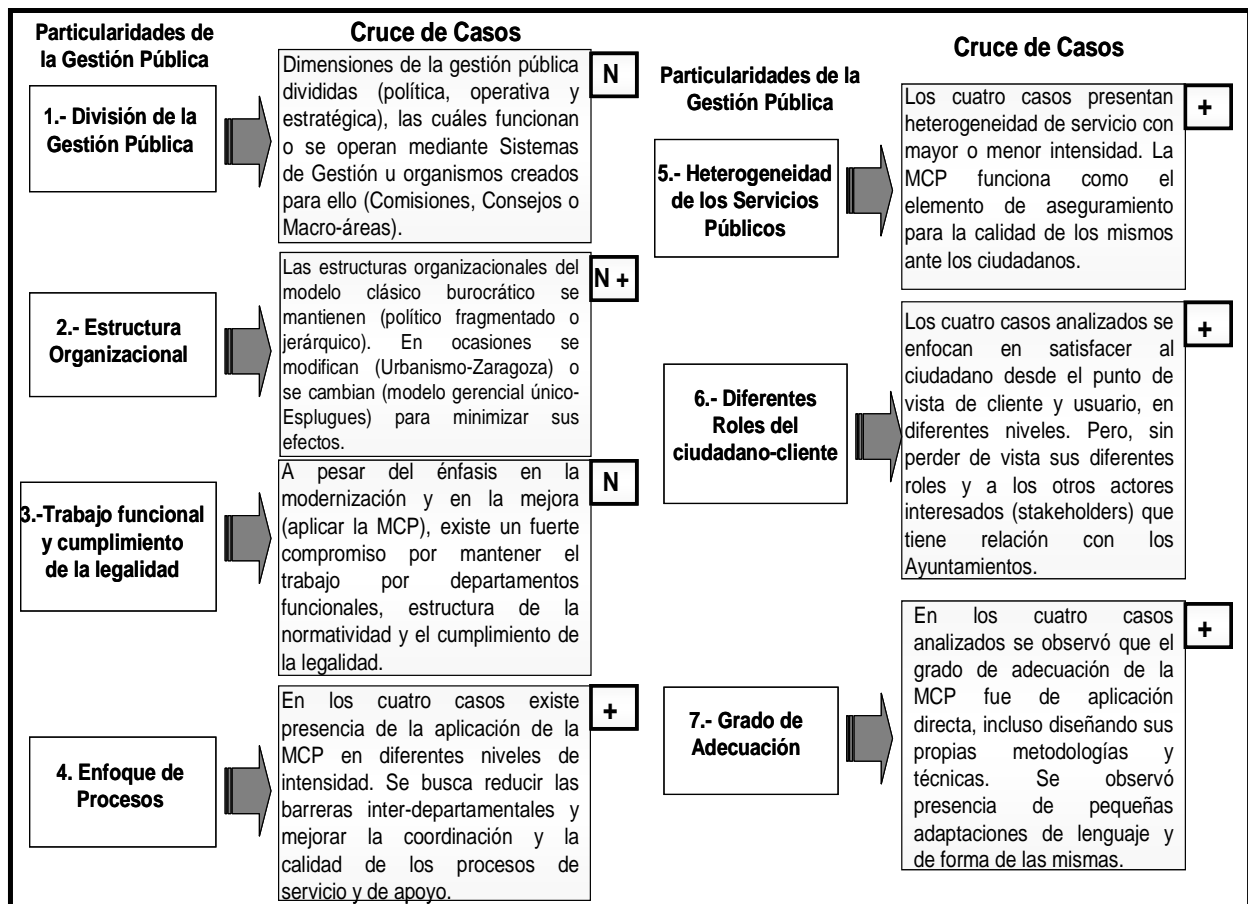 Particularidades de
la Gestión Pública
Cruce de Casos
1.- División de la
Gestión Pública
Dimensiones de la gestión pública
divididas (política, operativa y
estratégica), las cuáles funcionan
o se operan mediante Sistemas
de Gestión u organismos creados
para ello (Comisiones, Consejos o
Macro-áreas).
N
2.- Estructura
Organizacional
Las estructuras organizacionales del
modelo clásico burocrático se
mantienen (político fragmentado o
jerárquico). En ocasiones se
modifican (Urbanismo-Zaragoza) o
se cambian (modelo gerencial único-
Esplugues) para minimizar sus
efectos.
N +
3.-Trabajo funcional
y cumplimiento
de la legalidad
A pesar del énfasis en la
modernización y en la mejora
(aplicar la MCP), existe un fuerte
compromiso por mantener el
trabajo por departamentos
funcionales, estructura de la
normatividad y el cumplimiento de
la legalidad.
N
4. Enfoque de
Procesos
En los cuatro casos existe
presencia de la aplicación de la
MCP en diferentes niveles de
intensidad. Se busca reducir las
barreras inter-departamentales y
mejorar la coordinación y la
calidad de los procesos de
servicio y de apoyo.
+
Particularidades de la
Gestión Pública
Cruce de Casos
5.- Heterogeneidad
de los Servicios
Públicos
Los cuatro casos presentan
heterogeneidad de servicio con
mayor o menor intensidad. La
MCP funciona como el
elemento de aseguramiento
para la calidad de los mismos
ante los ciudadanos.
+
6.- Diferentes
Roles del
ciudadano-cliente
Los cuatro casos analizados se
enfocan en satisfacer al
ciudadano desde el punto de
vista de cliente y usuario, en
diferentes niveles. Pero, sin
perder de vista sus diferentes
roles y a los otros actores
interesados (stakeholders) que
tiene relación con los
Ayuntamientos.
+
7.- Grado de
Adecuación
En los cuatro casos
analizados se observó que el
grado de adecuación de la
MCP fue de aplicación
directa, incluso diseñando sus
propias metodologías y
técnicas. Se observó
presencia de pequeñas
adaptaciones de lenguaje y
de forma de las mismas.
+